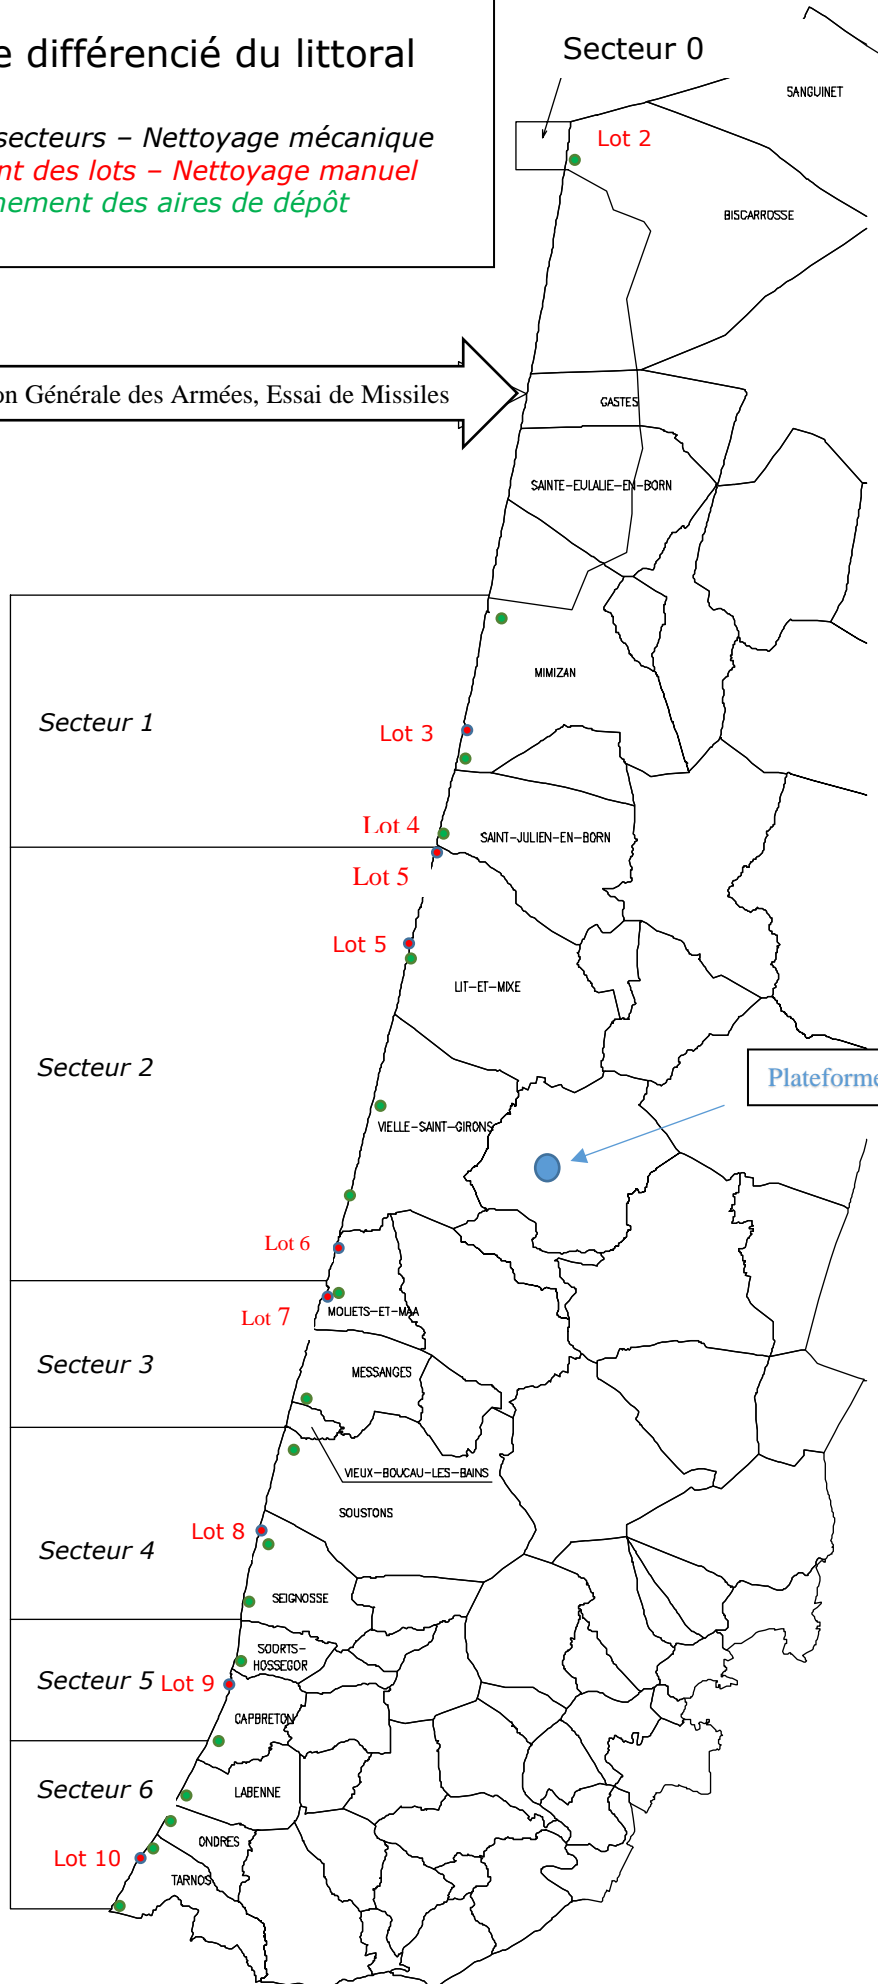 e différencié du littoral
secteurs – Nettoyage mécanique
nt des lots – Nettoyage manuel
nement des aires de dépôt
Secteur 0
SANGUINET
Lot 2
BISCARROSSE
on Générale des Armées, Essai de Missiles
GASTES
SAINTE-EULALIE-EN-BORN
MIMIZAN
Secteur 1
Lot 3
Lot 4
SAINT-JULIEN-EN-BORN
Lot 5
Lot 5
LIT-ET-MIXE
Secteur 2
Plateforme
VIELLE-SAINT-GIRONS
Lot 6
Lot 7
MOLIETS-ET-MAA
Secteur 3
MESSANGES
VIEUX-BOUCAU-LES-BAINS
SOUSTONS
Lot 8
Secteur 4
SEIGNOSSE
SOORTS-
HOSSEGOR
Secteur 5
Lot 9
CAPBRETON
Secteur 6
LABENNE
ONDRES
Lot 10
TARNOS